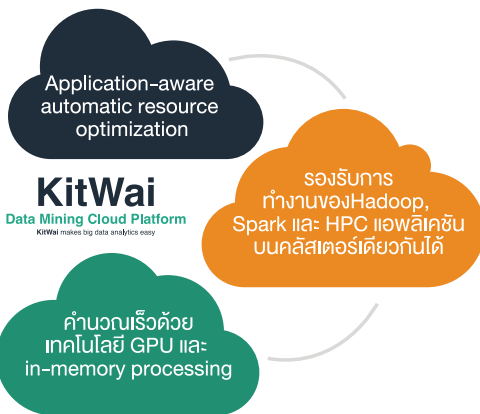 Application-aware
automatic resource
optimization
KitWai
Data Mining Cloud Platform
KitWai makes big data analytics easy
รองรับการ
ทำงานของHadoop,
Spark และ HPC แอพลิเคชัน
บนคลัสเตอร์เดียวกันได้
คำนวณเร็วด้วย
เทคโนโลยี GPU และ
in-memory processing